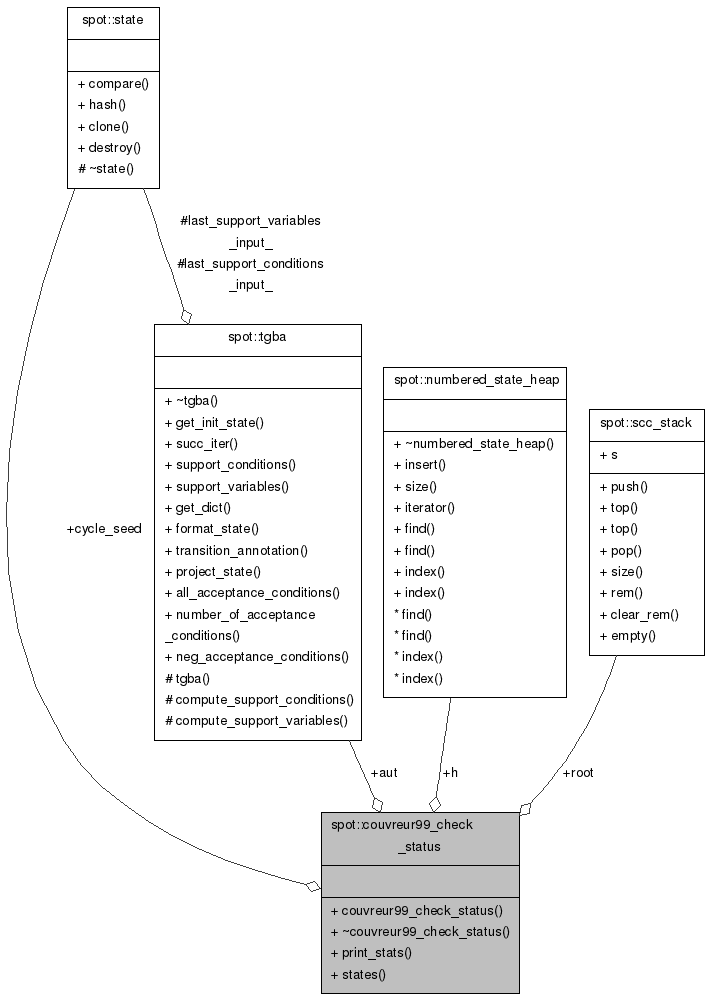 spot::state
+ compare()
+ hash()
+ clone()
+ destroy()
# ~state()
#last_support_variables
_input_
#last_support_conditions
_input_
+cycle_seed
spot::tgba
+ ~tgba()
+ get_init_state()
+ succ_iter()
+ support_conditions()
+ support_variables()
+ get_dict()
+ format_state()
+ transition_annotation()
+ project_state()
+ all_acceptance_conditions()
+ number_of_acceptance
_conditions()
+ neg_acceptance_conditions()
# tgba()
# compute_support_conditions()
# compute_support_variables()
spot::numbered_state_heap
+ ~numbered_state_heap()
+ insert()
+ size()
+ iterator()
+ find()
+ find()
+ index()
+ index()
* find()
* find()
* index()
* index()
spot::scc_stack
+ s
+ push()
+ top()
+ top()
+ pop()
+ size()
+ rem()
+ clear_rem()
+ empty()
+aut
+h
+root
spot::couvreur99_check
_status
+ couvreur99_check_status()
+ ~couvreur99_check_status()
+ print_stats()
+ states()